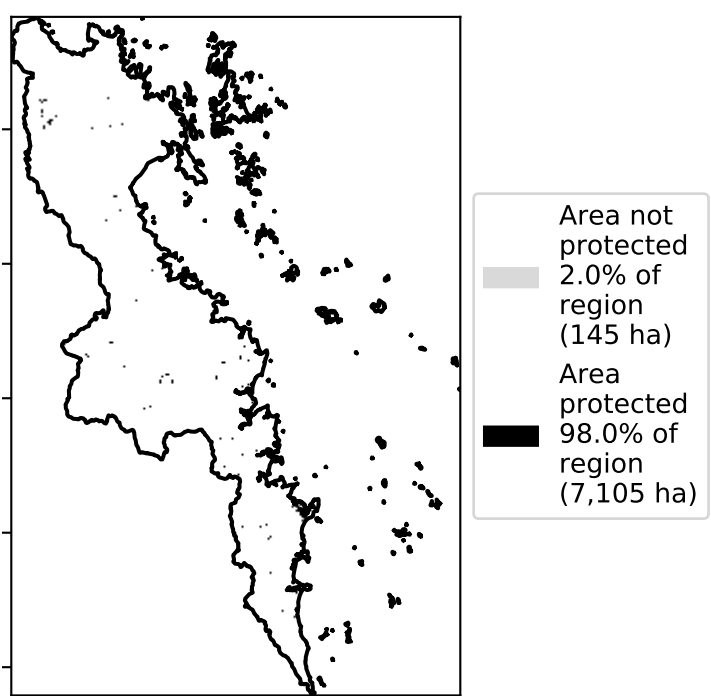 Area not
protected
2.0% of
region
(145 ha)
Area
protected
98.0% of
region
(7,105 ha)